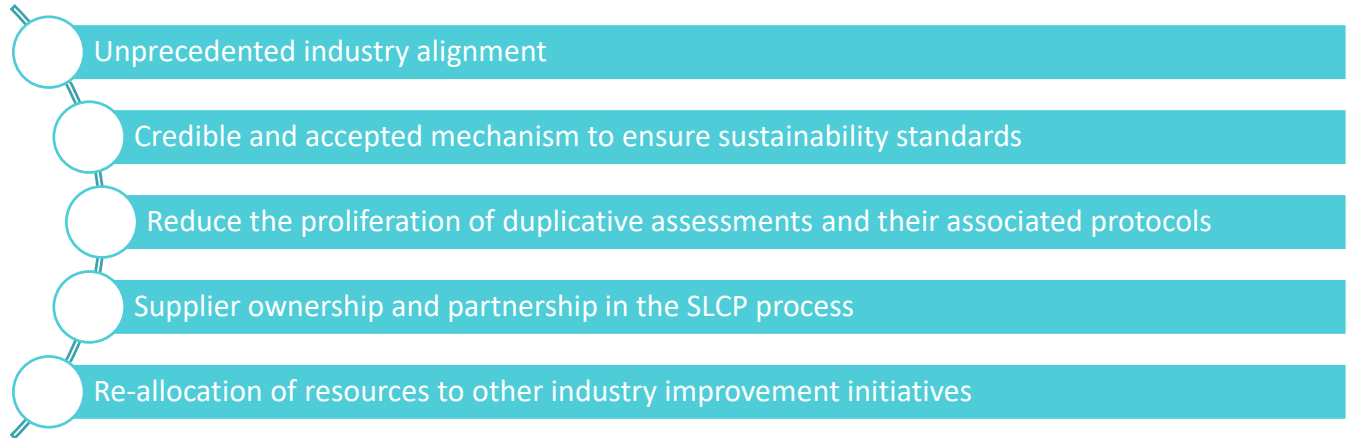 Unprecedented industry alignment
Credible and accepted mechanism to ensure sustainability standards
Reduce the proliferation of duplicative assessments and their associated protocols
Supplier ownership and partnership in the SLCP process
Re-allocation of resources to other industry improvement initiatives